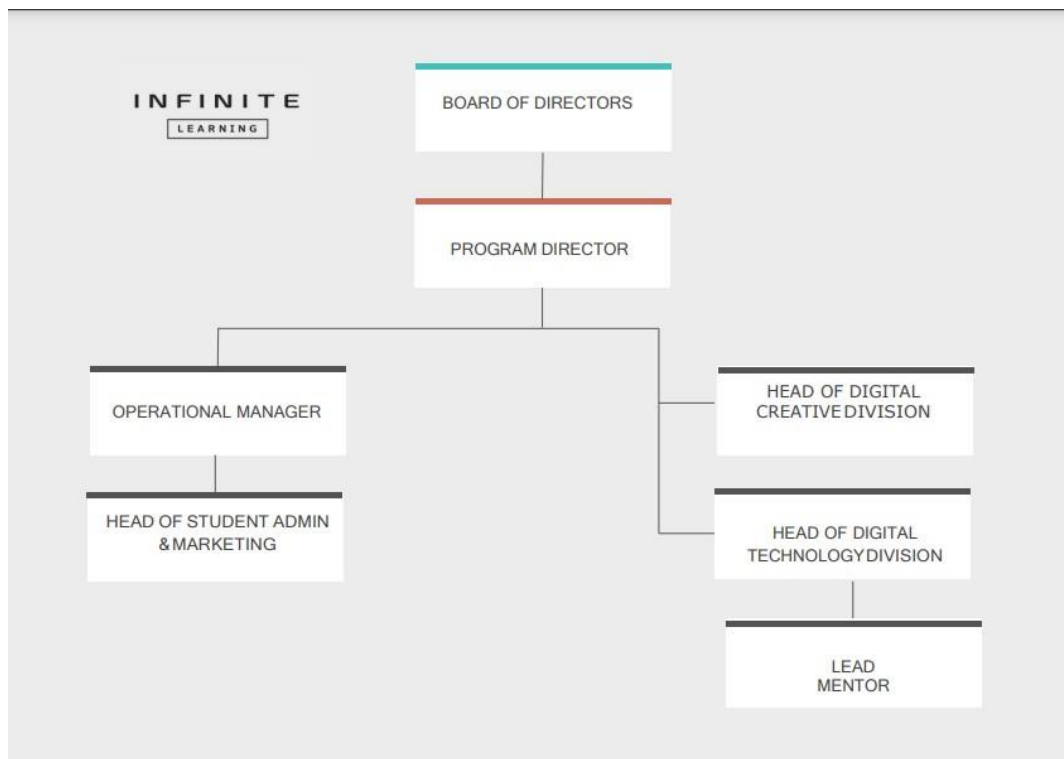 INFINITE
LEARNING
BOARD OF DIRECTORS
PROGRAM DIRECTOR
OPERATIONAL MANAGER
HEAD OF STUDENT ADMIN
& MARKETING
HEAD OF DIGITAL
CREATIVE DIVISION
HEAD OF DIGITAL
TECHNOLOGY DIVISION
LEAD
MENTOR